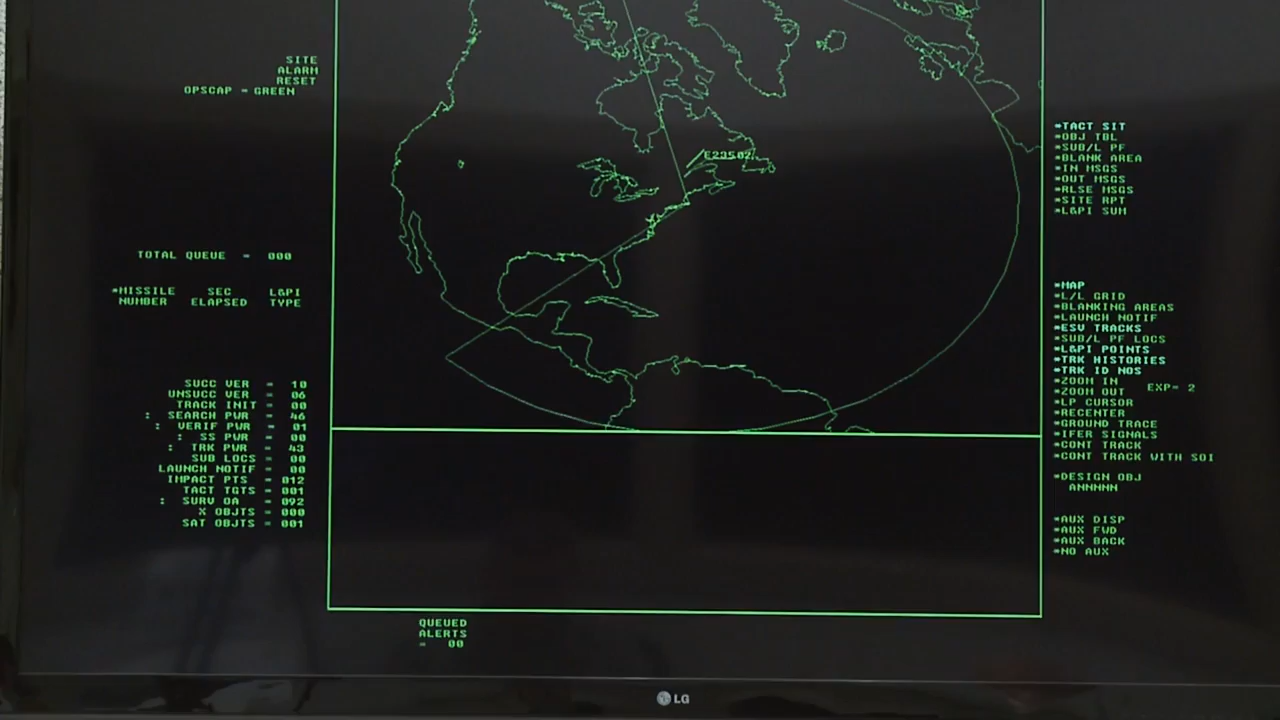 SITE
ALARM
RESET
OPSCAP = GREEN
TOTAL QUEUE = 000
*MISSILE SEC L&PI
NUMBER ELAPSED TYPE
SUCC VER = 10
UNSUCC VER = 06
TRACK INIT = 00
: SEARCH PWR = 46
: VERIF PWR = 01
: SS PWR = 00
: TRK PWR = 43
SUB LOCS = 00
LAUNCH NOTIF = 00
IMPACT PTS = 012
TACT TGTS = 001
: SURV OA = 092
X OBJTS = 000
SAT OBJTS = 001
E23502
QUEUED
ALERTS
= 00
*TACT SIT
*OBJ TBL
*SUB/L PF
*BLANK AREA
*IN MSGS
*OUT MSGS
*RLSE MSGS
*SITE RPT
*L&PI SUM
*MAP
*L/L GRID
*BLANKING AREAS
*LAUNCH NOTIF
*ESV TRACKS
*SUB/L PF LOCS
*L&PI POINTS
*TRK HISTORIES
*TRK ID NOS
*ZOOM IN
*ZOOM OUT EXP= 2
*LP CURSOR
*RECENTER
*GROUND TRACE
*IFER SIGNALS
*CONT TRACK
*CONT TRACK WITH SOI
*DESIGN OBJ
ANNNNN
*AUX DISP
*AUX FWD
*AUX BACK
*NO AUX
LG